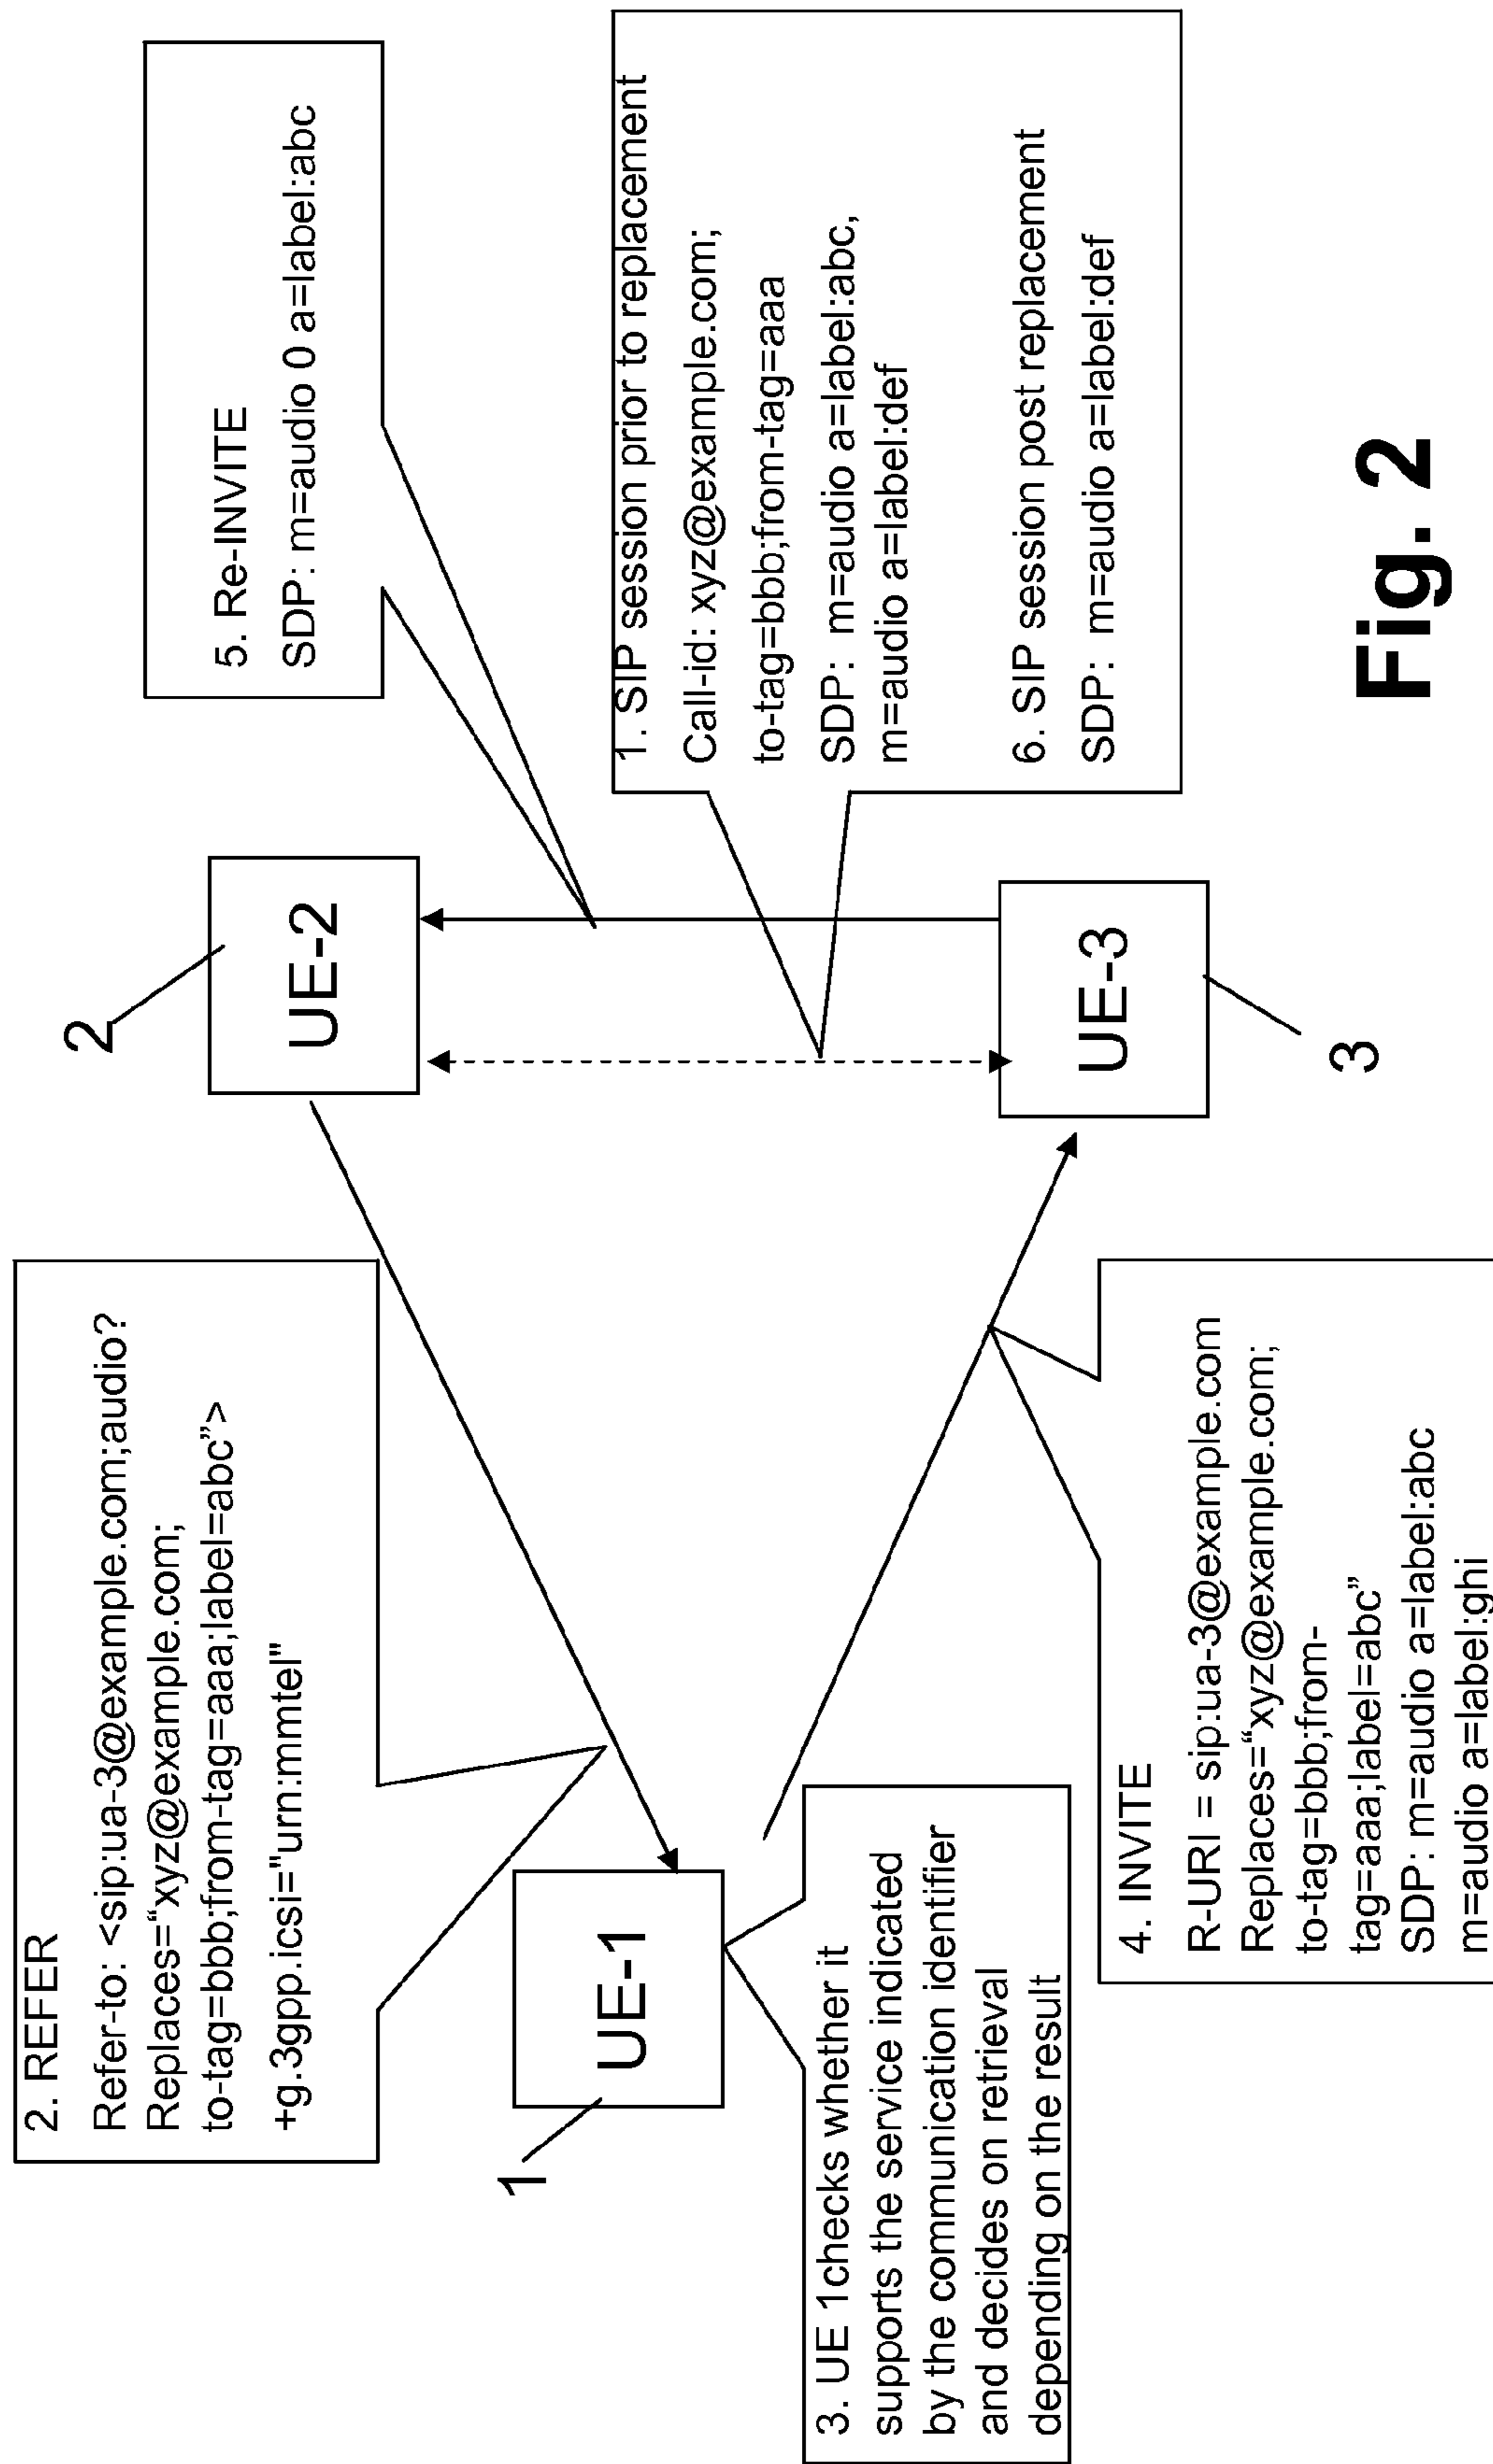 2. REFER
Refer-to: <sip:ua-3@example.com;audio?
Replaces=“xyz@example.com;
to-tag=bbb;from-tag=aaa;label=abc”>
+g.3gpp.icsi="urn:mmtel"
2
UE-2
5. Re-INVITE
SDP: m=audio 0 a=label:abc
1
UE-1
3. UE 1checks whether it
supports the service indicated
by the communication identifier
and decides on retrieval
depending on the result
1. SIP session prior to replacement
Call-id: xyz@example.com;
to-tag=bbb;from-tag=aaa
SDP: m=audio a=label:abc,
m=audio a=label:def
6. SIP session post replacement
SDP: m=audio a=label:def
UE-3
3
4. INVITE
R-URI = sip:ua-3@example.com
Replaces=“xyz@example.com;
to-tag=bbb;from-
tag=aaa;label=abc”
SDP: m=audio a=label:abc
m=audio a=label:ghi
Fig. 2